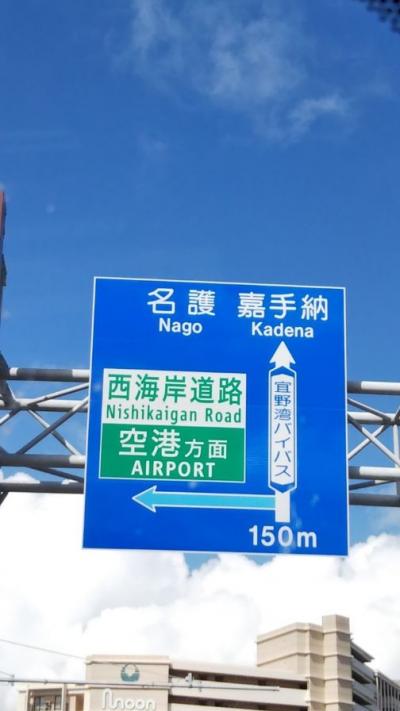 名護 嘉手納
Nago Kadena
西海岸道路
Nishikaigan Road
空港方面
AIRPORT
宜野湾バイパス
150m
moon